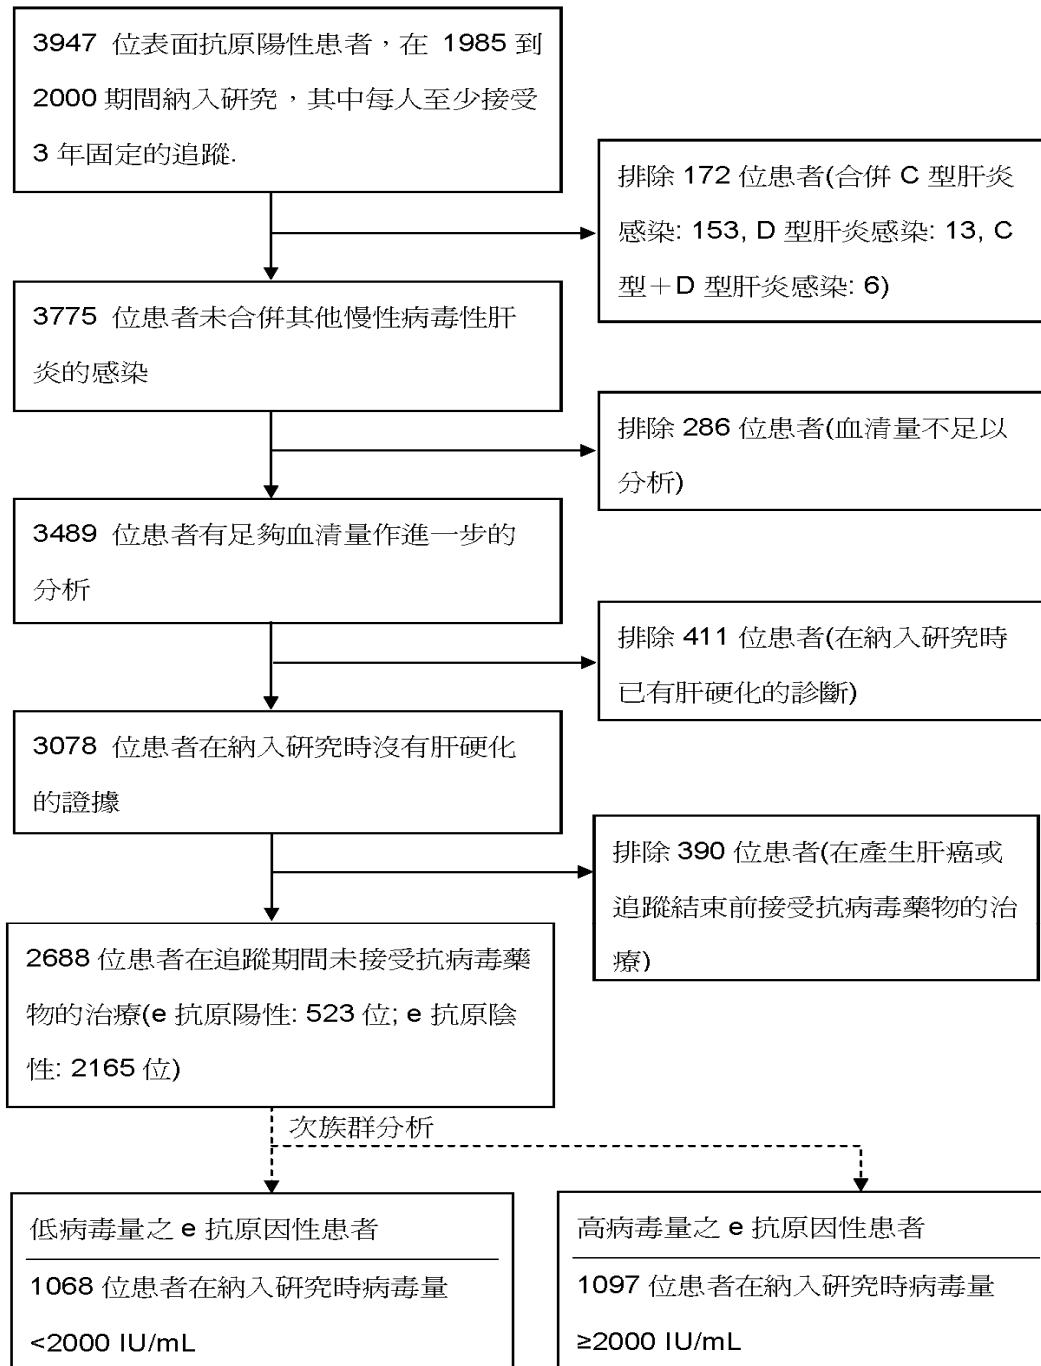 3947 位表面抗原陽性患者，在 1985 到
2000 期間納入研究，其中每人至少接受
3 年固定的追蹤.
排除 172 位患者(合併 C 型肝炎
感染: 153, D 型肝炎感染: 13, C
型＋D 型肝炎感染: 6)
3775 位患者未合併其他慢性病毒性肝
炎的感染
排除 286 位患者(血清量不足以
分析)
3489 位患者有足夠血清量作進一步的
分析
排除 411 位患者(在納入研究時
已有肝硬化的診斷)
3078 位患者在納入研究時沒有肝硬化
的證據
排除 390 位患者(在產生肝癌或
追蹤結束前接受抗病毒藥物的治
療)
2688 位患者在追蹤期間未接受抗病毒藥
物的治療(e 抗原陽性: 523 位; e 抗原陰
性: 2165 位)
次族群分析
低病毒量之 e 抗原因性患者
1068 位患者在納入研究時病毒量
<2000 IU/mL
高病毒量之 e 抗原因性患者
1097 位患者在納入研究時病毒量
≥2000 IU/mL